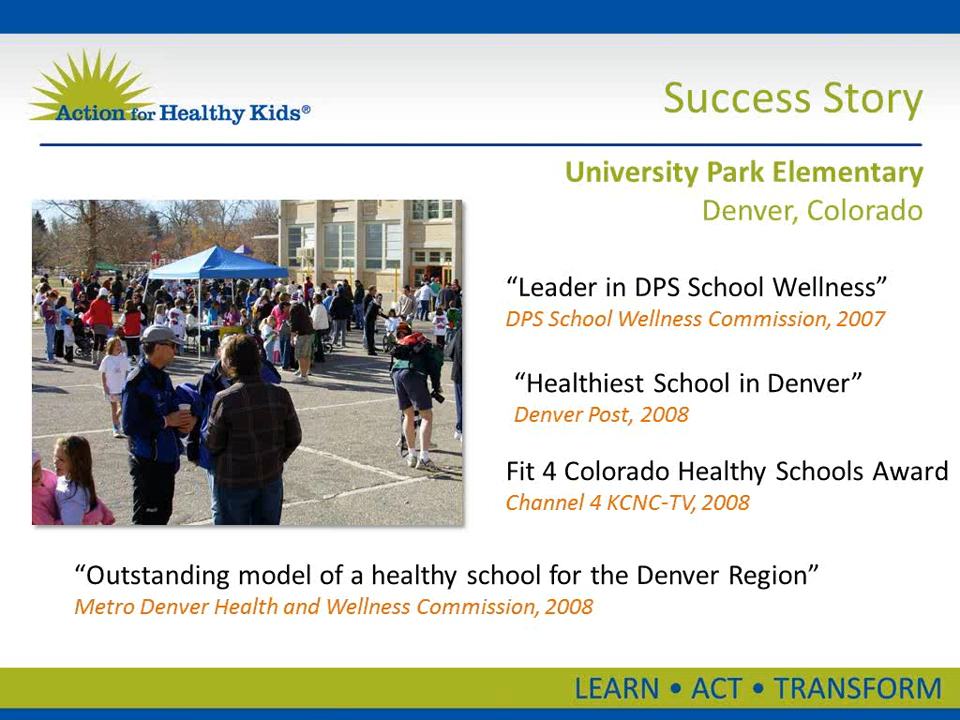 Action for Healthy Kids®
Success Story
University Park Elementary
Denver, Colorado
“Leader in DPS School Wellness”
DPS School Wellness Commission, 2007
“Healthiest School in Denver”
Denver Post, 2008
Fit 4 Colorado Healthy Schools Award
Channel 4 KCNC-TV, 2008
“Outstanding model of a healthy school for the Denver Region”
Metro Denver Health and Wellness Commission, 2008
LEARN • ACT • TRANSFORM